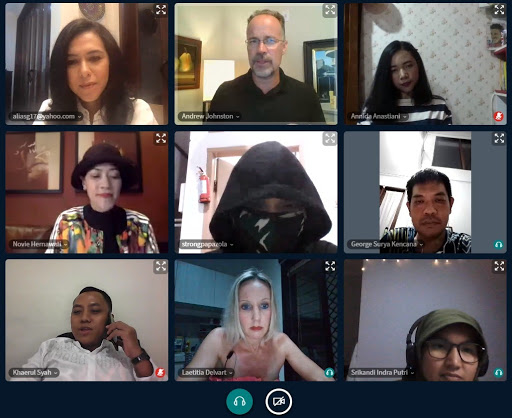 aliasg17@yahoo.com
Andrew Johnston
Annida Anastiani
Novie Hernawati
strongpapazola
George Surya Kencana
Khaerul Syah
Laetitia Delvart
Srikandi Indra Putri